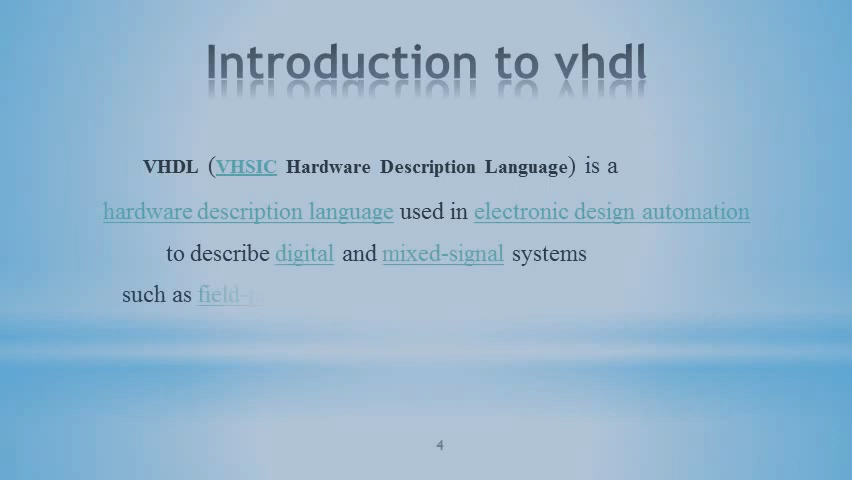 Introduction to vhdl
VHDL (VHSIC Hardware Description Language) is a
hardware description language used in electronic design automation
to describe digital and mixed-signal systems
such as field-
4